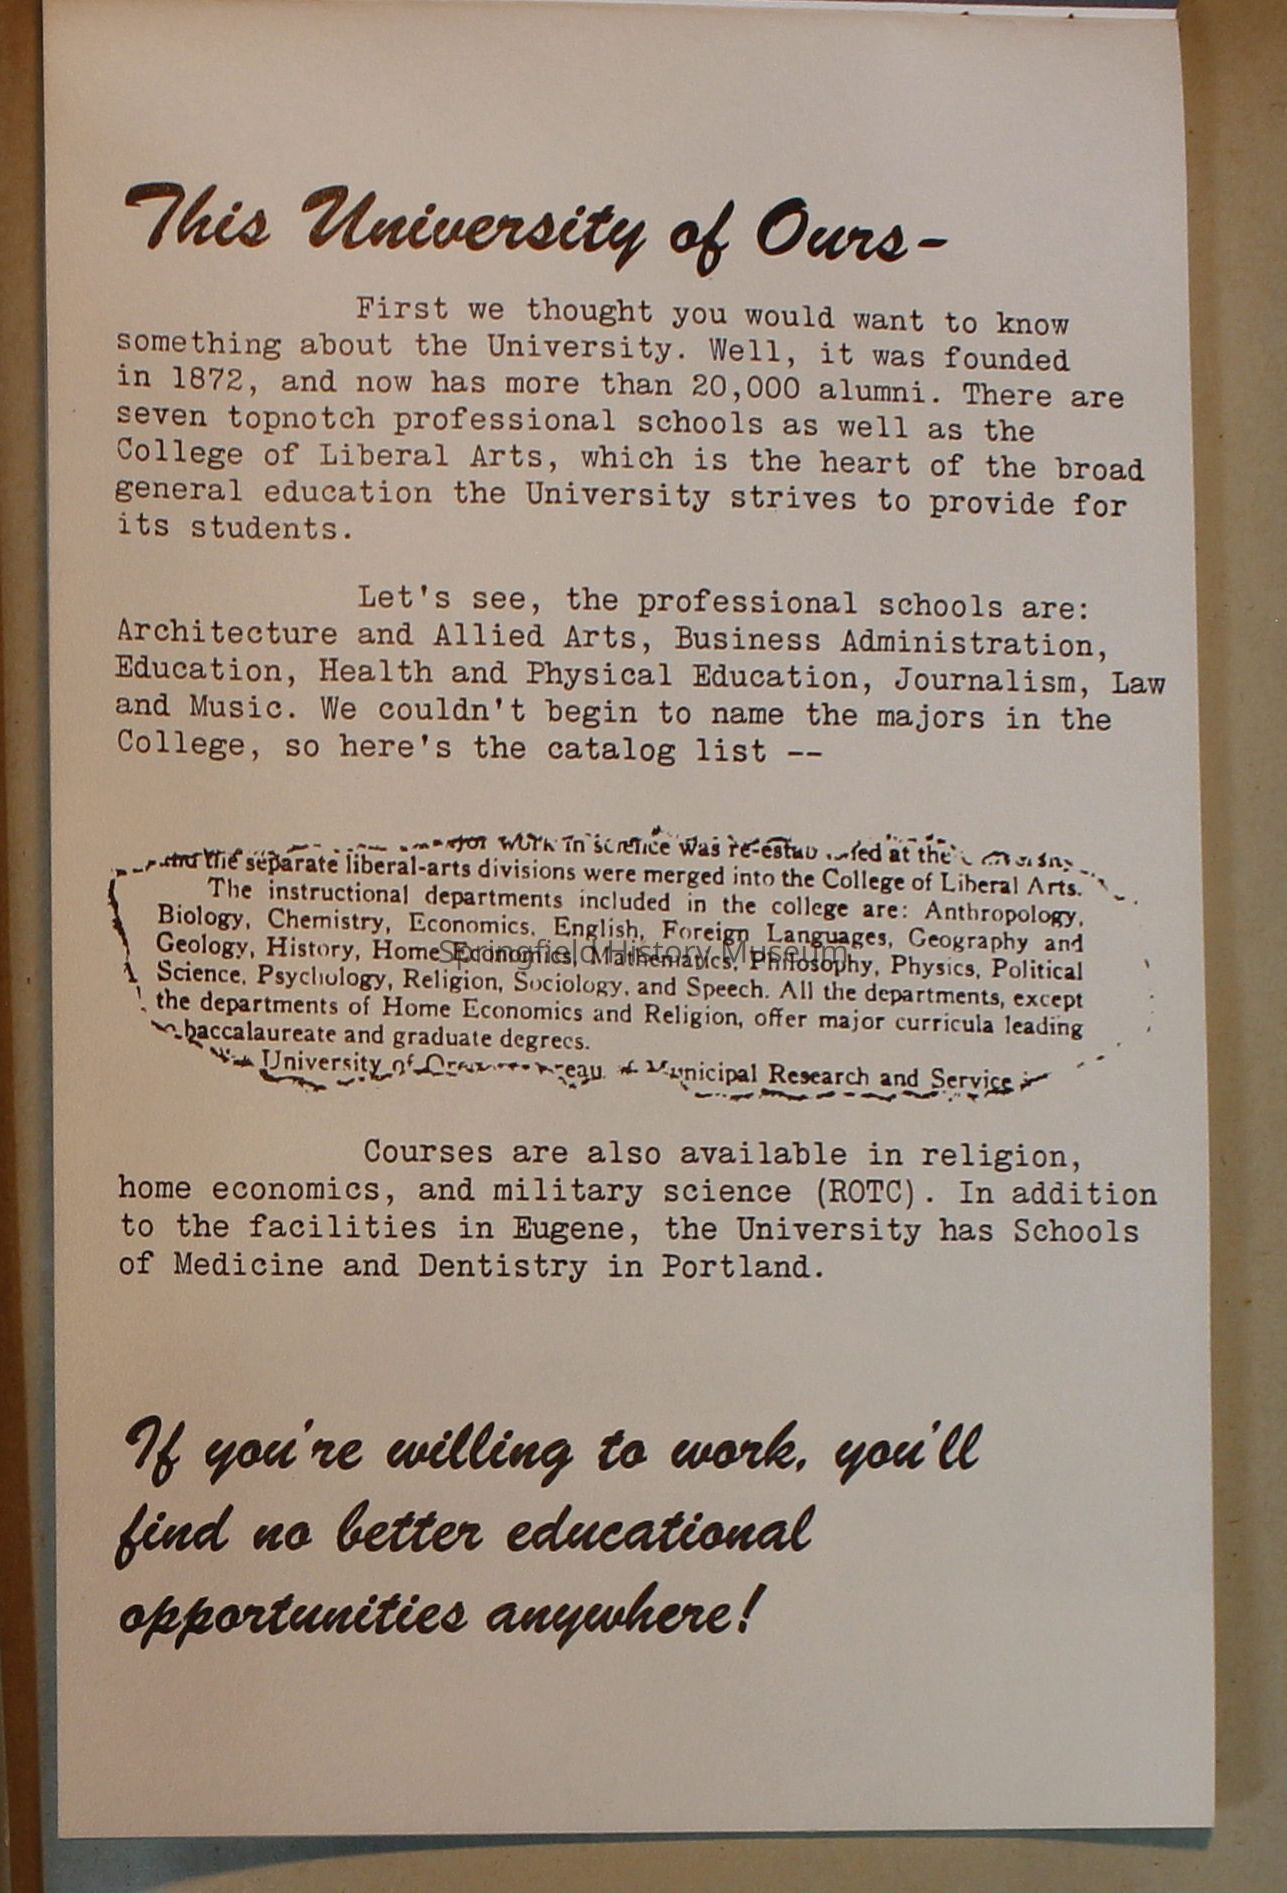 This University of Ours-
First we thought you would want to know
something about the University. Well, it was founded
in 1872, and now has more than 20,000 alumni. There are
seven topnotch professional schools as well as the
College of Liberal Arts, which is the heart of the broad
general education the University strives to provide for
its students.
Let's see, the professional schools are:
Architecture and Allied Arts, Business Administration,
Education, Health and Physical Education, Journalism, Law
and Music. We couldn't begin to name the majors in the
College, so here's the catalog list --
work in science was at the
the separate liberal-arts divisions were merged into the College of Liberal Arts.
The instructional departments included in the college are: Anthropology,
Biology, Chemistry, Economics, English, Foreign Languages, Geography and
Geology, History, Home Economics, Mathematics, Philosophy, Physics, Political
Springfield History Museum
Science, Psychology, Religion, Sociology, and Speech. All the departments, except
the departments of Home Economics and Religion, offer major curricula leading
baccalaureate and graduate degrees.
University of Municipal Research and Service
Courses are also available in religion,
home economics, and military science (ROTC). In addition
to the facilities in Eugene, the University has Schools
of Medicine and Dentistry in Portland.
If you're willing to work, you'll
find no better educational
opportunities anywhere!